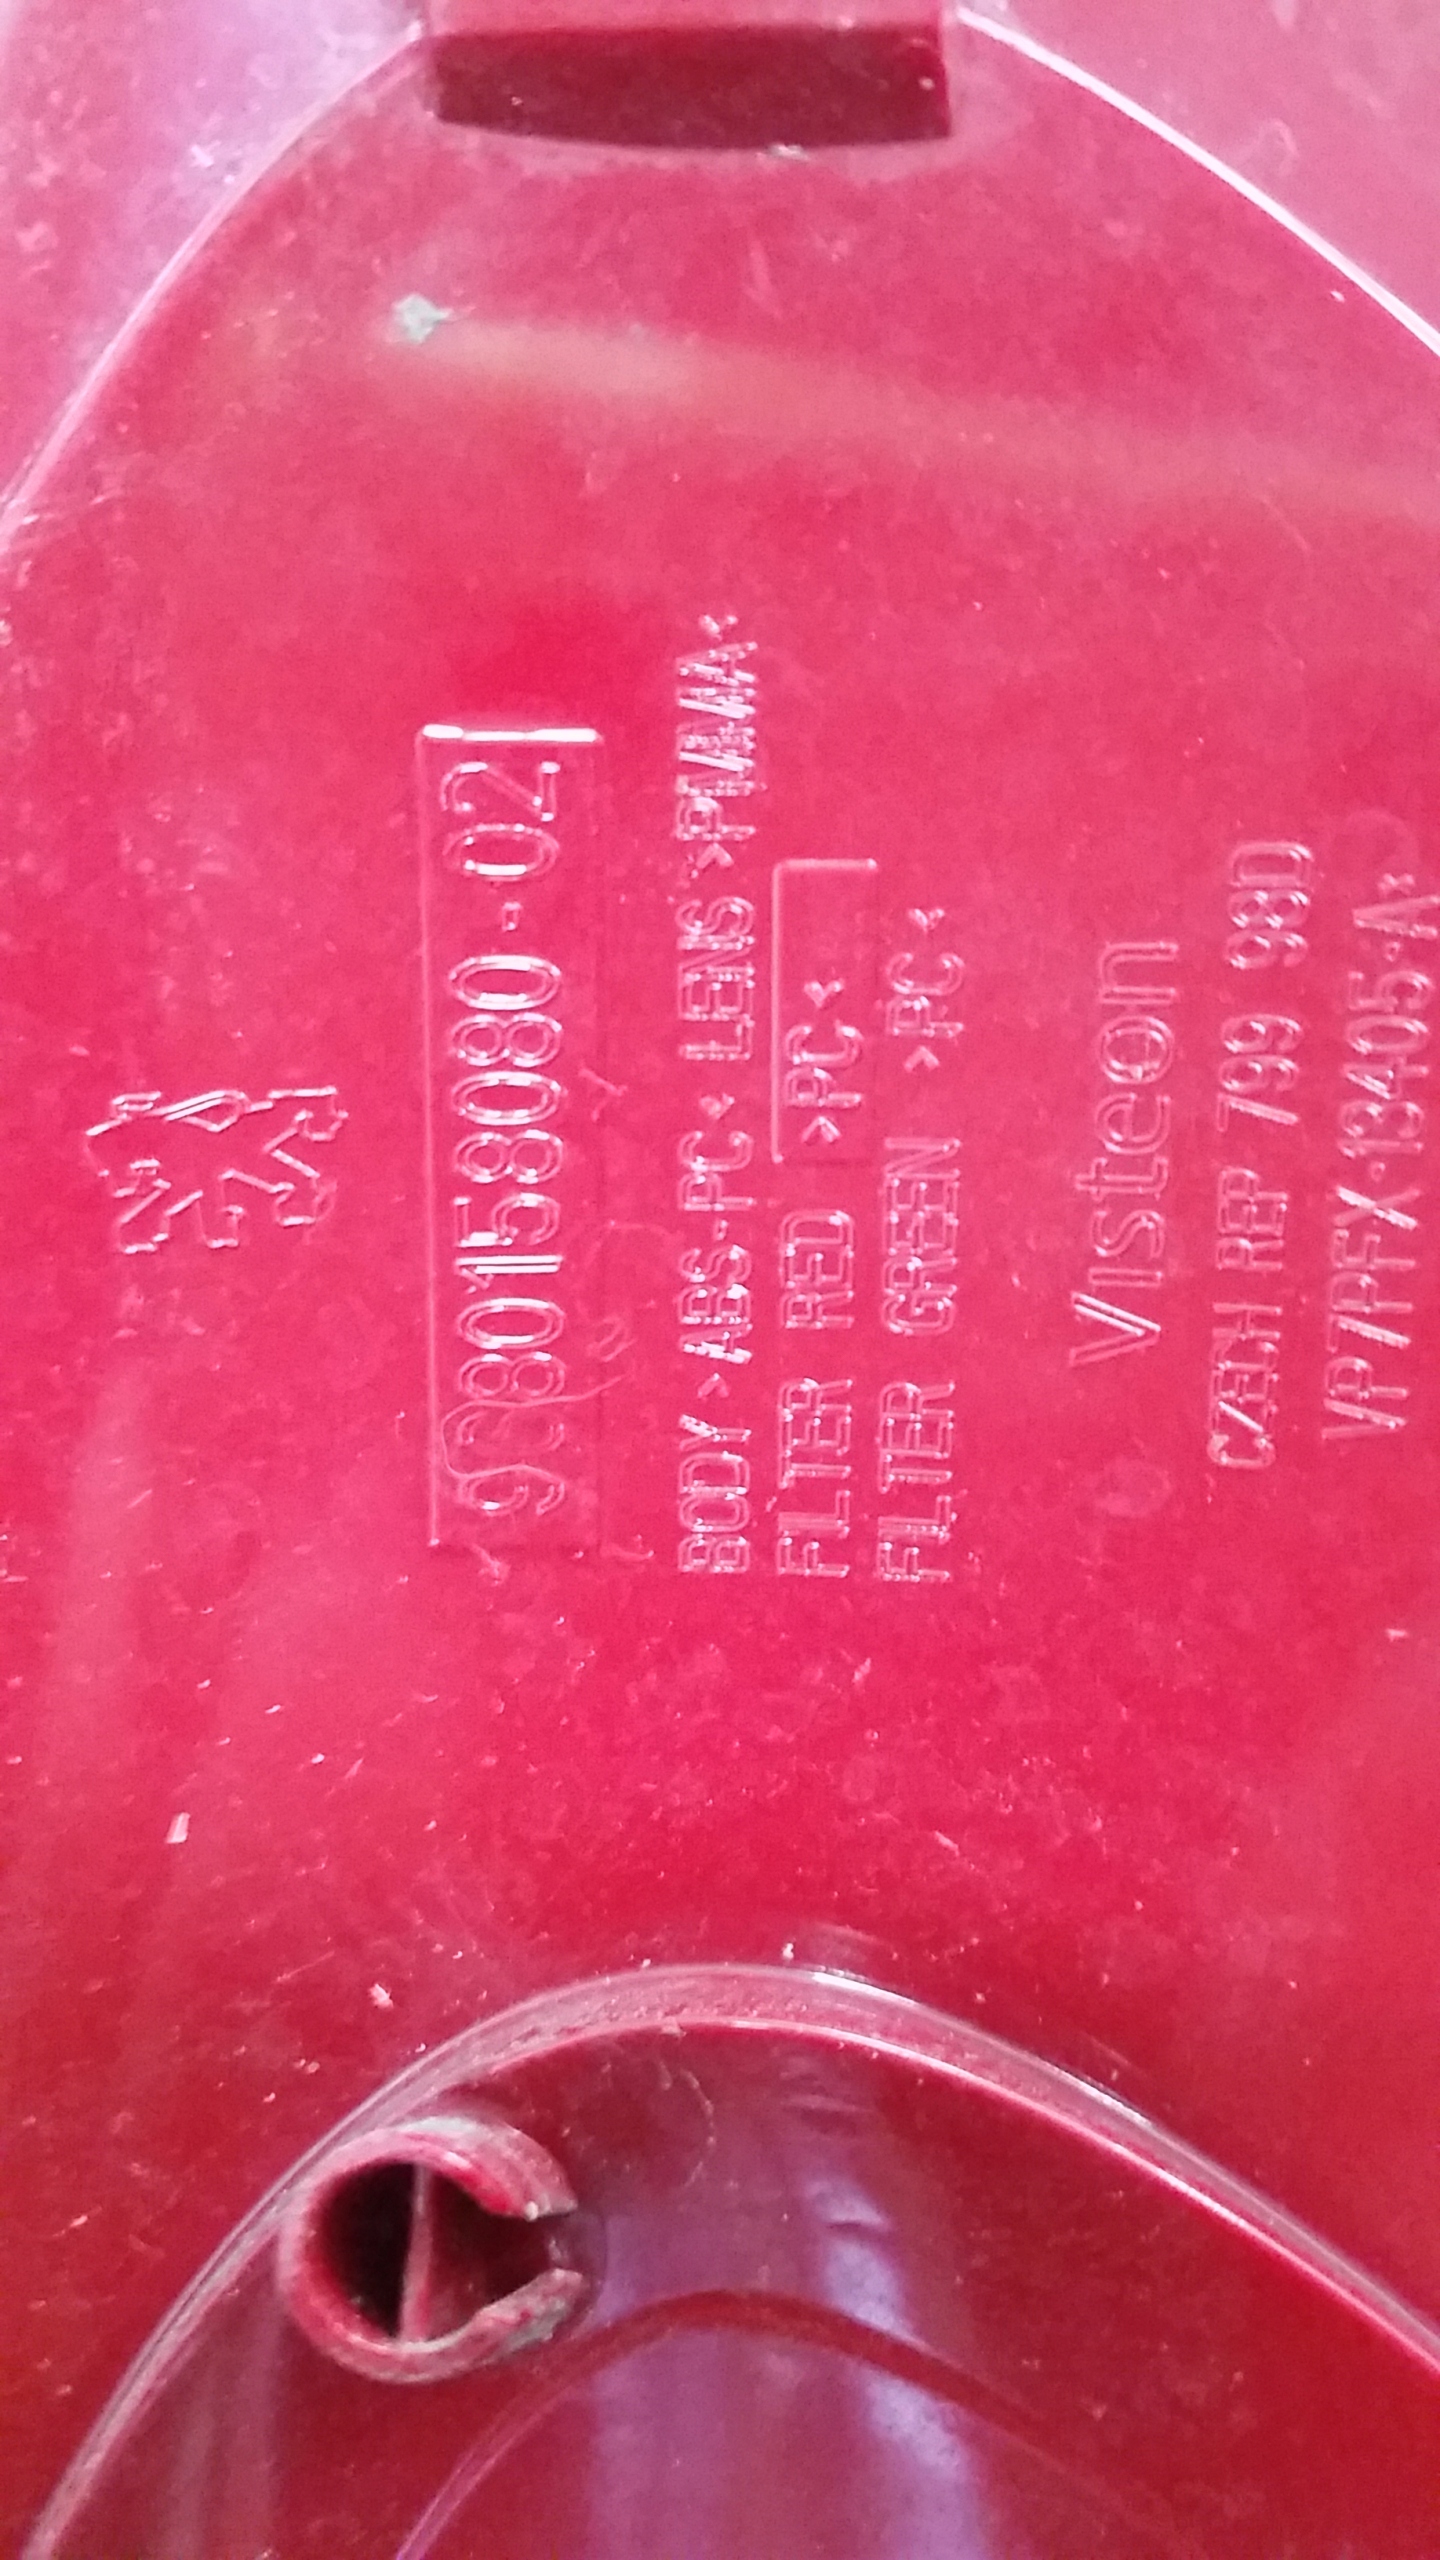 9680158080-02
BODY >ABS-PC< LENS >PMMA<
FILTER RED >PC<
FILTER GREEN >PC<
Visteon
CZECH REP 799 98D
VP7PFX-13405-A